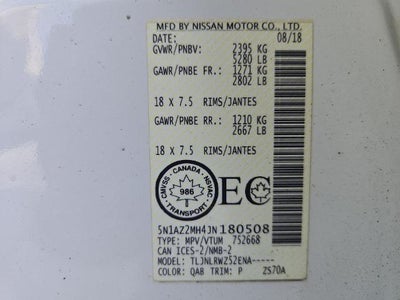 MFD BY NISSAN MOTOR CO., LTD.
DATE: 08/18
GVWR/PNBV: 2395 KG
5280 LB
GAWR/PNBE FR.: 1271 KG
2802 LB
18 X 7.5 RIMS/JANTES
GAWR/PNBE RR.: 1210 KG
2667 LB
18 X 7.5 RIMS/JANTES
CANADA
CMVSS NSVAC
986
TRANSPORT
EC
5N1AZ2MH4JN180508
TYPE: MPV/VTUM 752668
CAN ICES-2/NMB-2
MODEL: TLJNLRWZ52ENA-----
COLOR: QAB TRIM: P ZS70A